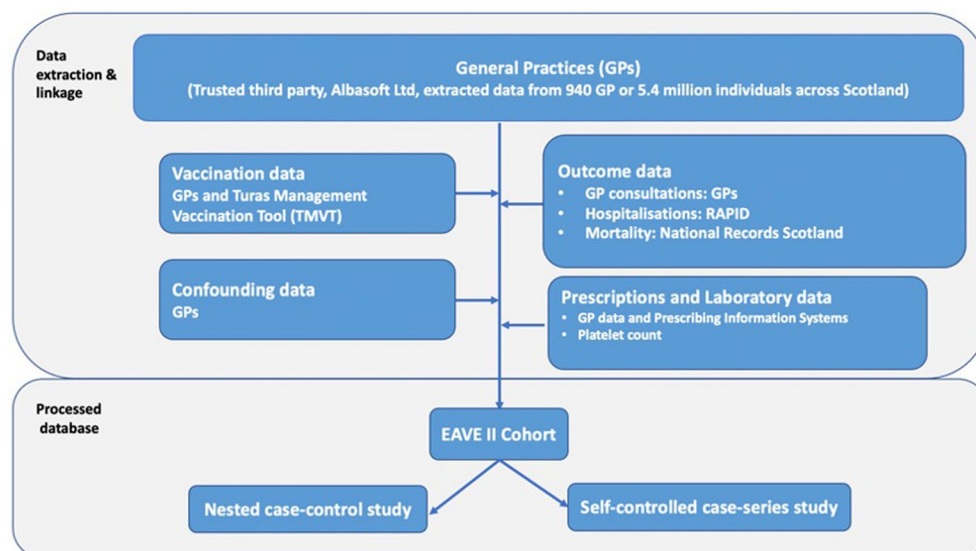 Data
extraction &
linkage
General Practices (GPs)
(Trusted third party, Albasoft Ltd, extracted data from 940 GP or 5.4 million individuals across Scotland)
Vaccination data
GPs and Turas Management
Vaccination Tool (TMVT)
Outcome data
• GP consultations: GPs
• Hospitalisations: RAPID
• Mortality: National Records Scotland
Confounding data
GPs
Prescriptions and Laboratory data
• GP data and Prescribing Information Systems
• Platelet count
Processed
database
EAVE II Cohort
Nested case-control study
Self-controlled case-series study